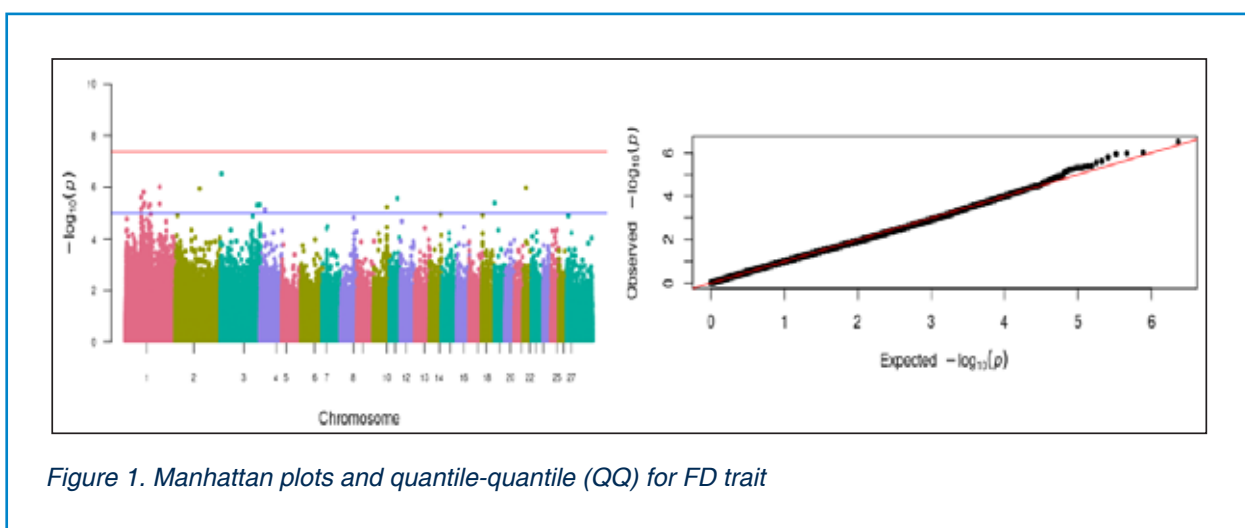 10
8
6
4
2
0
−log₁₀(p)
1 2 3 4 5 6 7 8 10 12 13 14 16 18 20 22 25 27
Chromosome
6
4
2
0
Observed −log₁₀(p)
0 1 2 3 4 5 6
Expected −log₁₀(p)
Figure 1. Manhattan plots and quantile-quantile (QQ) for FD trait